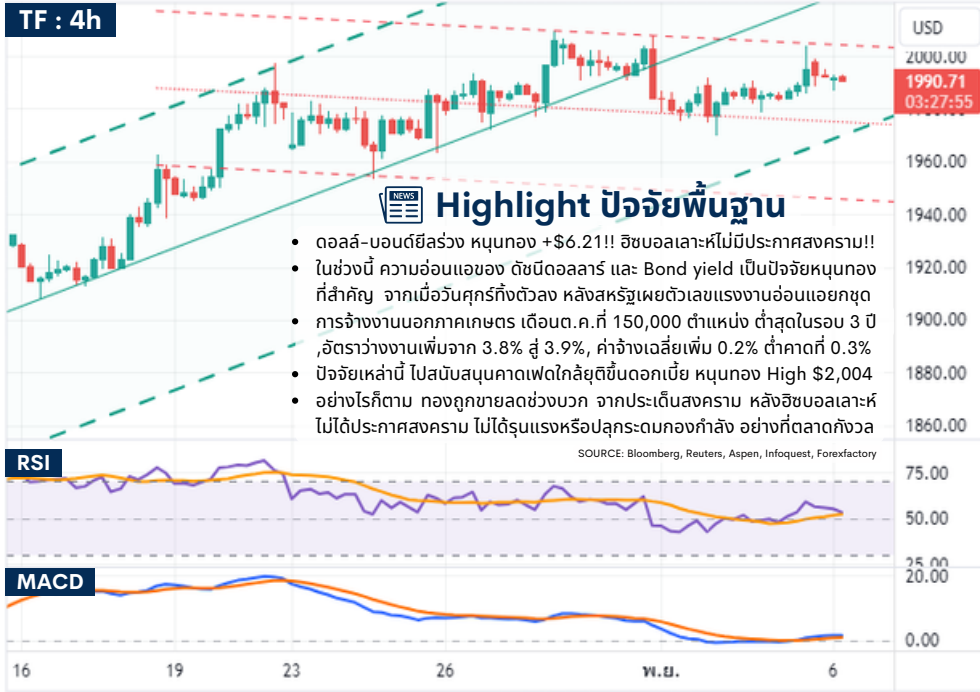 TF : 4h
USD
2000.00
1990.71
03:27:55
1960.00
1940.00
1920.00
1900.00
1880.00
1860.00
NEWS
Highlight ปัจจัยพื้นฐาน
• ดอลล์-บอนด์ยีลร่วง หนุนทอง +$6.21!! ฮิซบอลเลาะห์ไม่มีประกาศสงคราม!!
• ในช่วงนี้ ความอ่อนแอของ ดัชนีดอลลาร์ และ Bond yield เป็นปัจจัยหนุนทอง
ที่สำคัญ จากเมื่อวันศุกร์ทิ้งตัวลง หลังสหรัฐเผยตัวเลขแรงงานอ่อนแอยกชุด
• การจ้างงานนอกภาคเกษตร เดือนต.ค.ที่ 150,000 ตำแหน่ง ต่ำสุดในรอบ 3 ปี
,อัตราว่างงานเพิ่มจาก 3.8% สู่ 3.9%, ค่าจ้างเฉลี่ยเพิ่ม 0.2% ต่ำคาดที่ 0.3%
• ปัจจัยเหล่านี้ ไปสนับสนุนคาดเฟดใกล้ยุติขึ้นดอกเบี้ย หนุนทอง High $2,004
• อย่างไรก็ตาม ทองถูกขายลดช่วงบวก จากประเด็นสงคราม หลังฮิซบอลเลาะห์
ไม่ได้ประกาศสงคราม ไม่ได้รุนแรงหรือปลุกระดมกองกำลัง อย่างที่ตลาดกังวล
SOURCE: Bloomberg, Reuters, Aspen, Infoquest, Forexfactory
RSI
75.00
50.00
25.00
MACD
20.00
0.00
16 19 23 26 พ.ย. 6